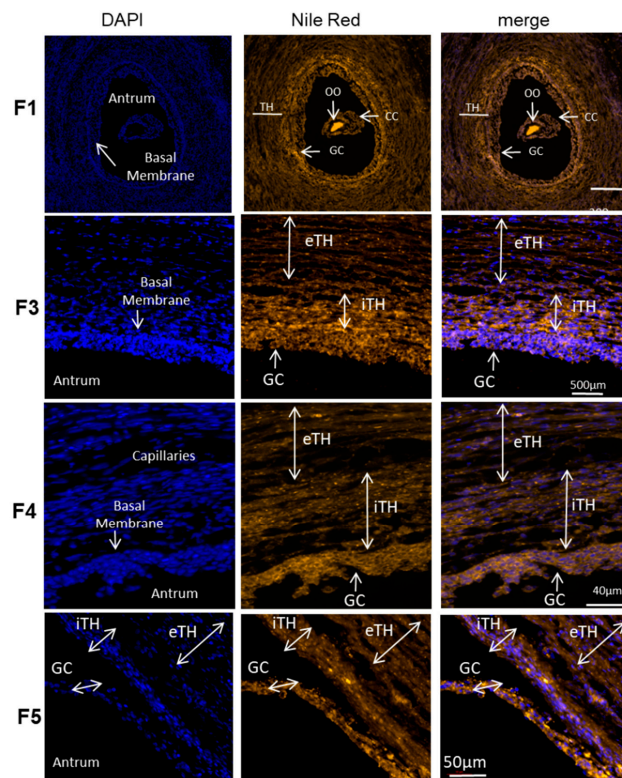 DAPI Nile Red merge
F1
Antrum
Basal
Membrane
TH
OO
CC
GC
TH
OO
CC
GC
F3
Basal
Membrane
Antrum
eTH
iTH
GC
eTH
iTH
GC
500µm
F4
Capillaries
Basal
Membrane
Antrum
eTH
iTH
GC
eTH
iTH
GC
40µm
F5
iTH
eTH
GC
Antrum
iTH
eTH
GC
iTH
eTH
GC
50µm